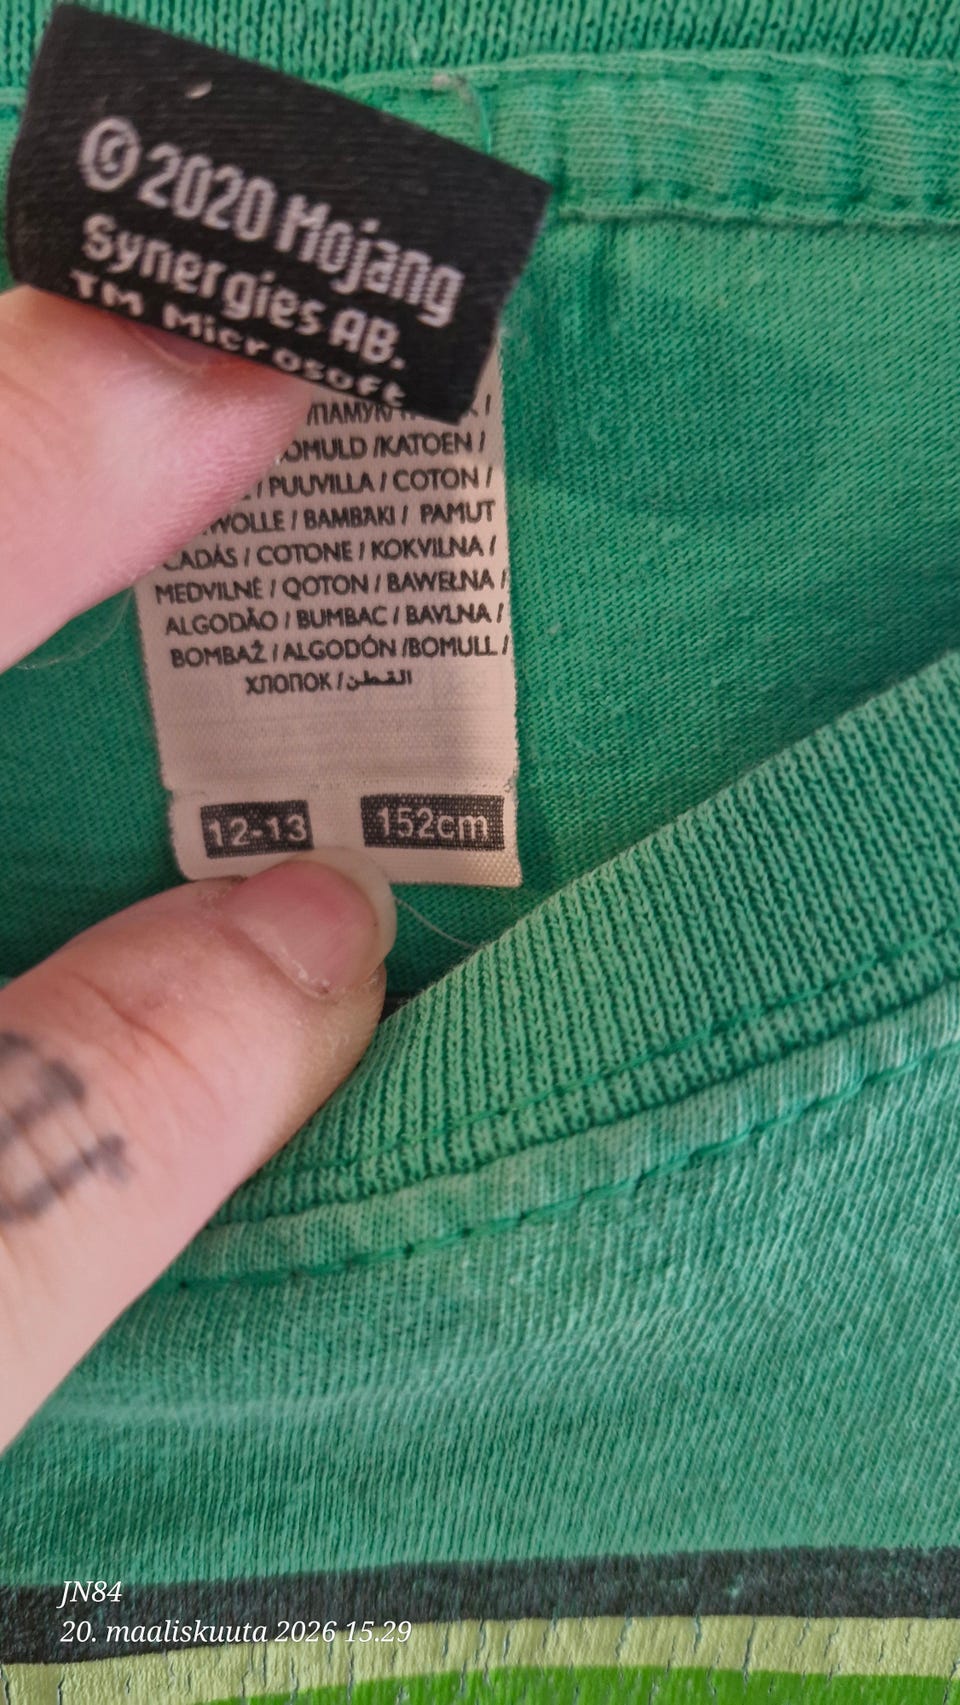 © 2020 Mojang
Synergies AB.
TM Microsoft
/KATOEN /
/ PUUVILLA / COTON /
/ BAMBAKI / PAMUT
/ COTONE / KOKVILNA /
MEDVILNĖ / QOTON / BAWEŁNA /
ALGODÃO / BUMBAC / BAVLNA /
BOMBAŽ / ALGODÓN /BOMULL /
ХЛОПОК / القطن
12-13 152cm
JN84
20. maaliskuuta 2026 15.29